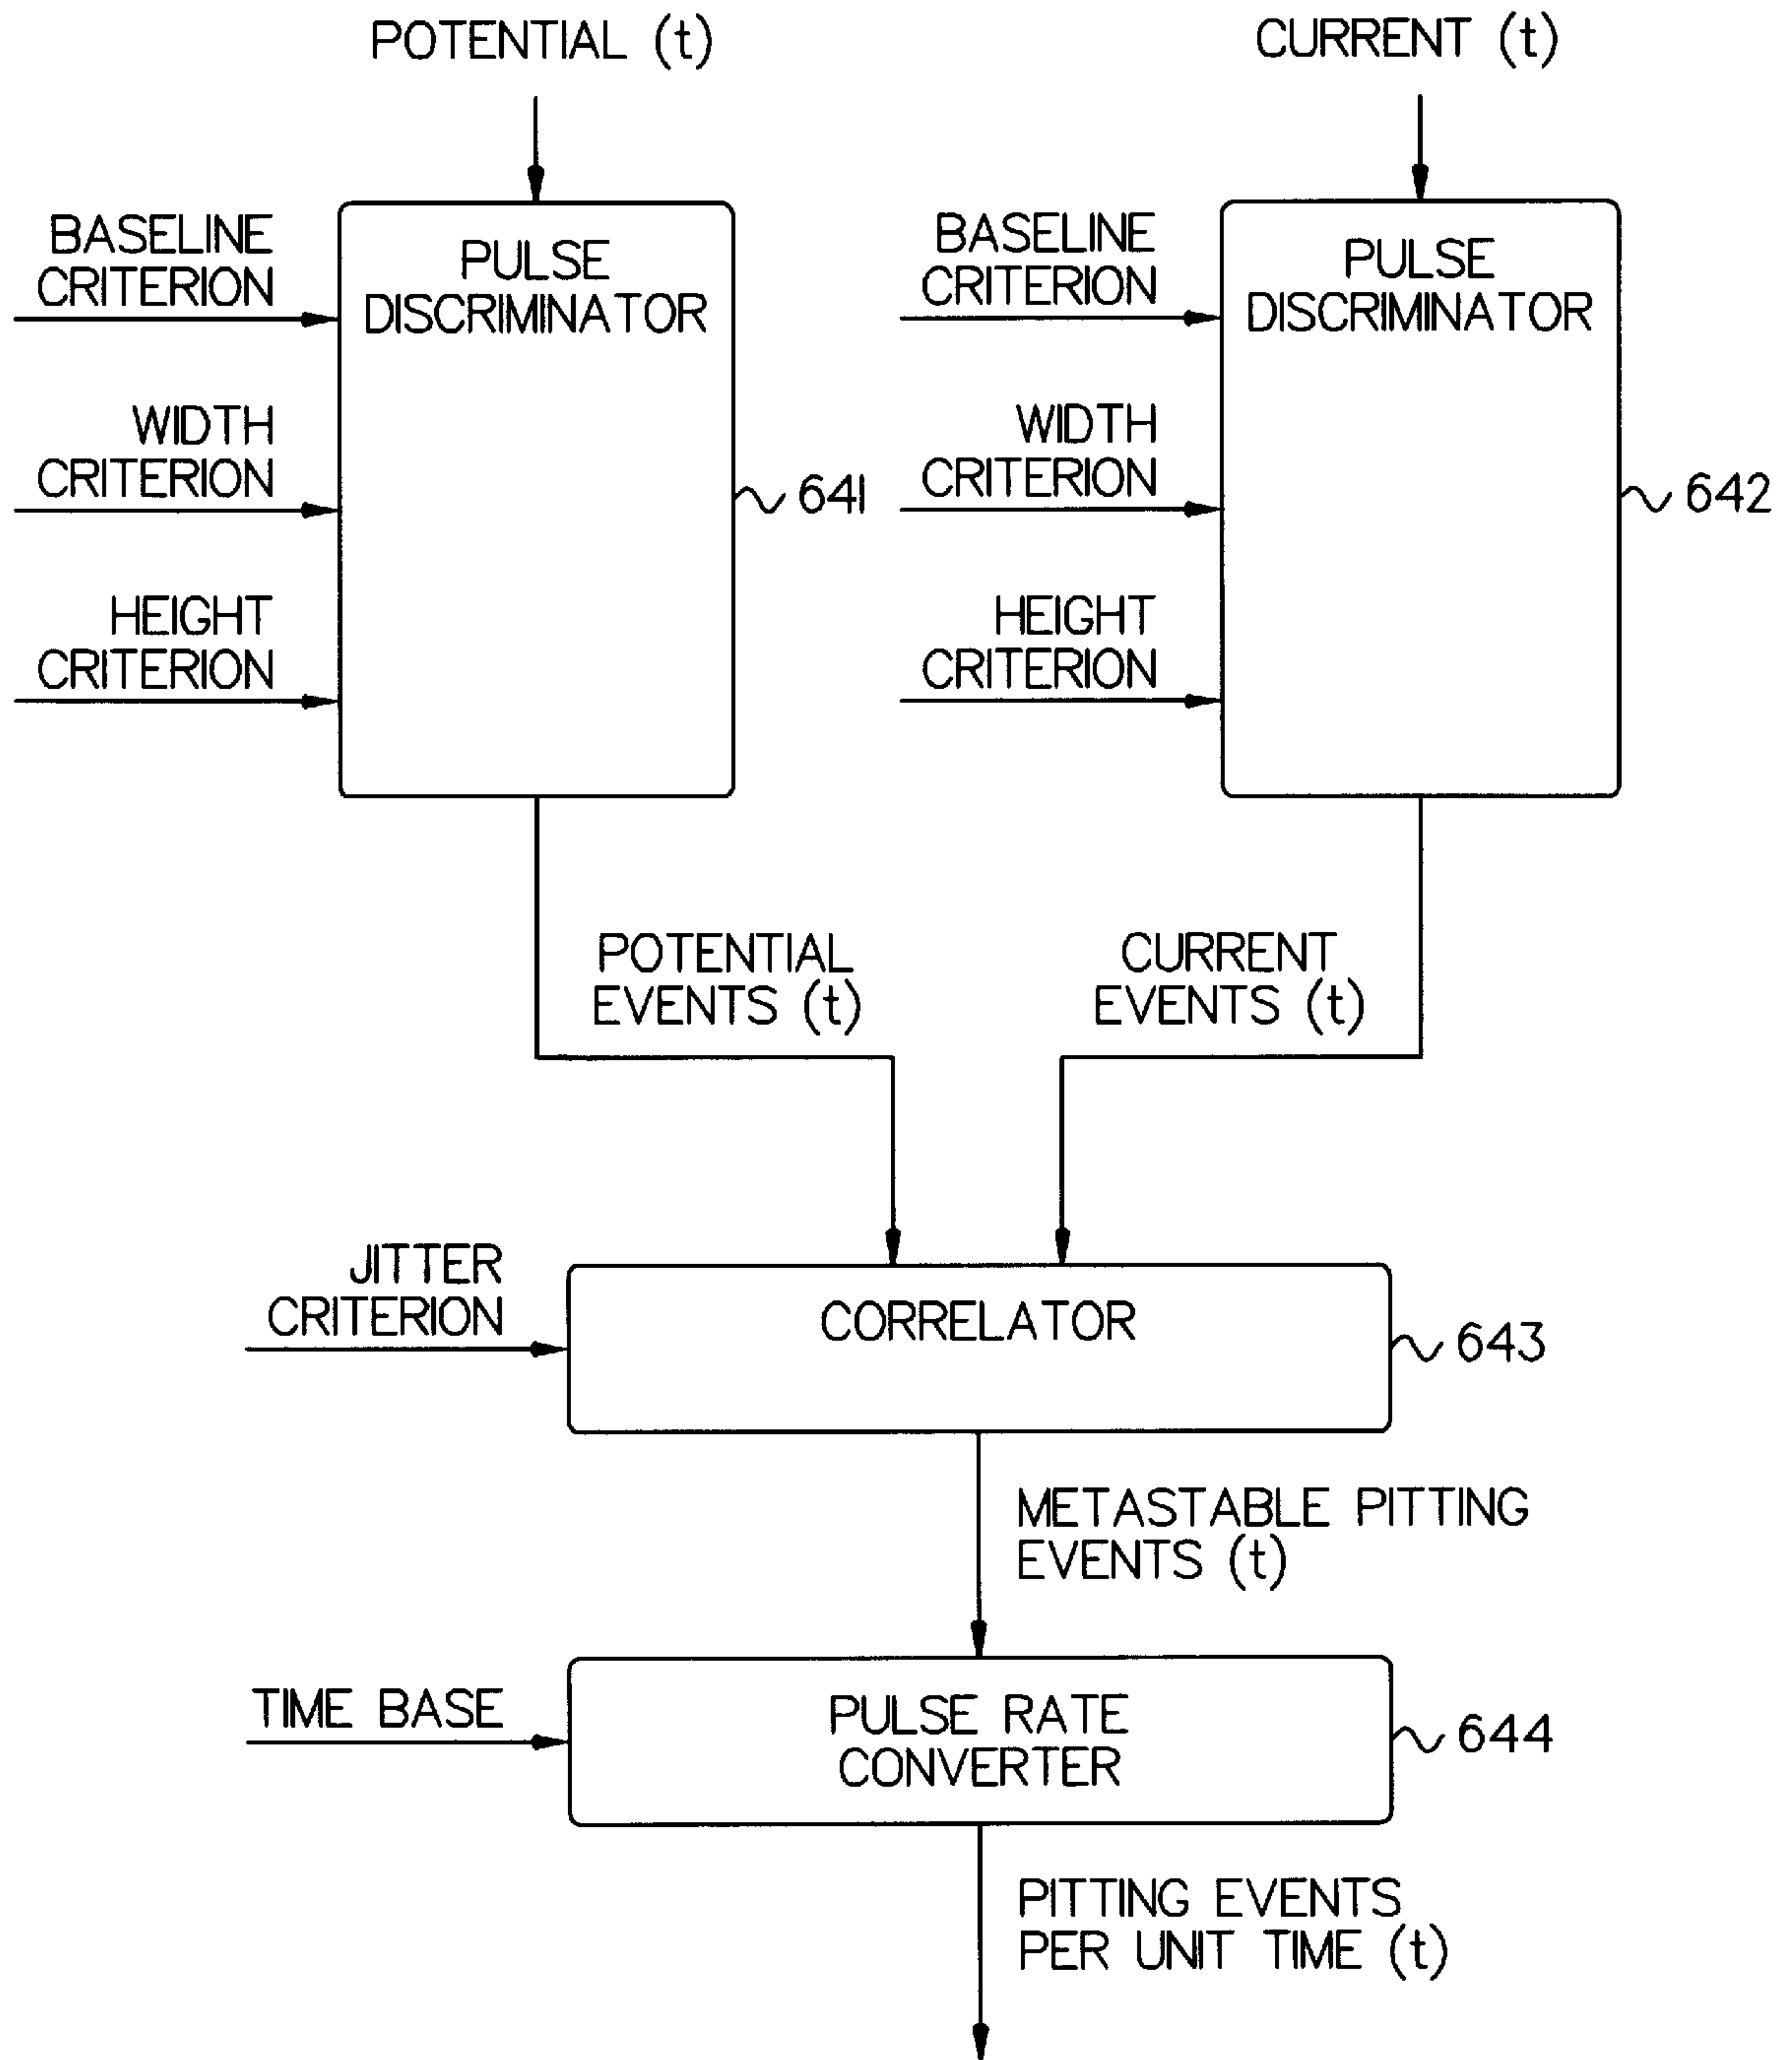 POTENTIAL (t)
CURRENT (t)
BASELINE
CRITERION
PULSE
DISCRIMINATOR
WIDTH
CRITERION
641
HEIGHT
CRITERION
BASELINE
CRITERION
PULSE
DISCRIMINATOR
WIDTH
CRITERION
642
HEIGHT
CRITERION
POTENTIAL
EVENTS (t)
CURRENT
EVENTS (t)
JITTER
CRITERION
CORRELATOR
643
METASTABLE PITTING
EVENTS (t)
TIME BASE
PULSE RATE
CONVERTER
644
PITTING EVENTS
PER UNIT TIME (t)